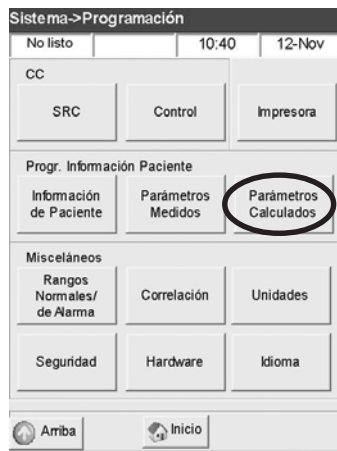 Sistema->Programación
No listo 10:40 12-Nov
CC
SRC Control Impresora
Progr. Información Paciente
Información de Paciente
Parámetros Medidos
Parámetros Calculados
Misceláneos
Rangos Normales/ de Alarma
Correlación
Unidades
Seguridad Hardware Idioma
Arriba Inicio